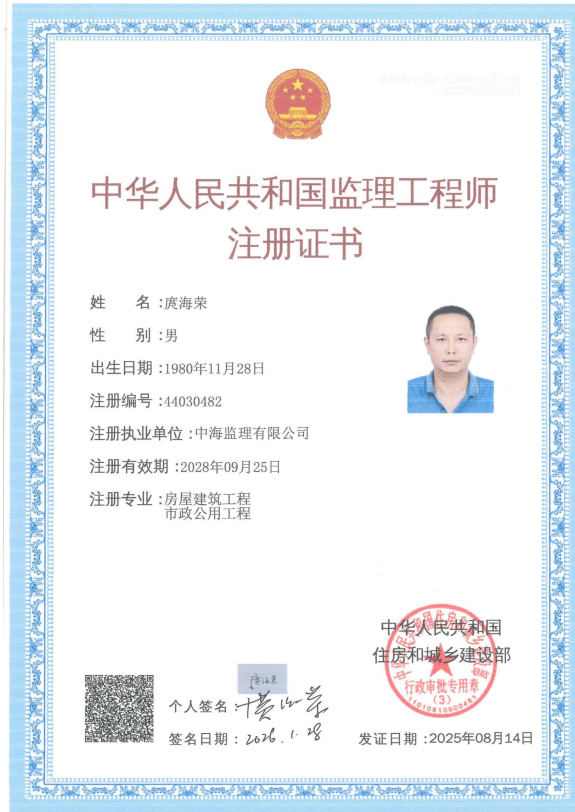 中华人民共和国监理工程师
注册证书
姓 名：庹海荣
性 别：男
出生日期：1980年11月28日
注册编号：44030482
注册执业单位：中海监理有限公司
注册有效期：2028年09月25日
注册专业：房屋建筑工程
市政公用工程
中华人民共和国
住房和城乡建设部
行政审批专用章
(3)
个人签名：
签名日期：2026.1.28
发证日期：2025年08月14日